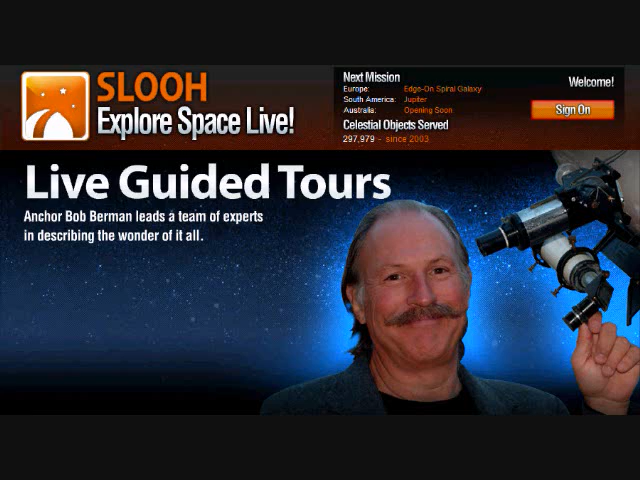 SLOOH
Explore Space Live!
Next Mission
Europe: Edge-On Spiral Galaxy
South America: Jupiter
Australia: Opening Soon
Celestial Objects Served
297,979 - since 2003
Welcome!
Sign On
Live Guided Tours
Anchor Bob Berman leads a team of experts
in describing the wonder of it all.